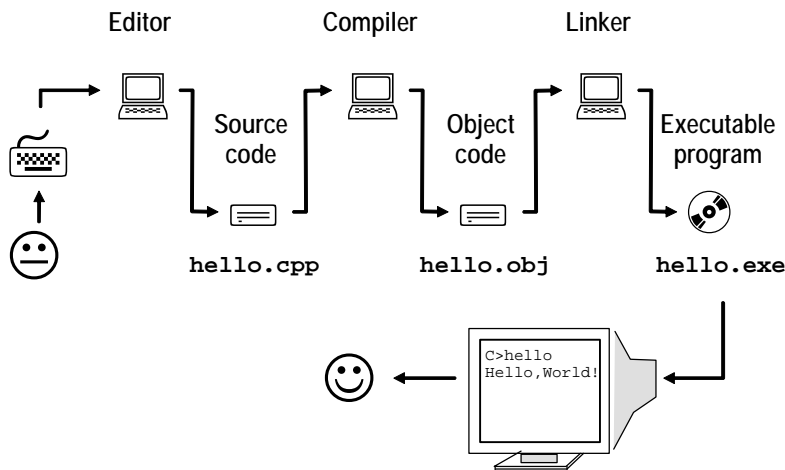 Editor
Compiler
Linker
Source
code
Object
code
Executable
program
hello.cpp
hello.obj
hello.exe
C>hello
Hello,World!